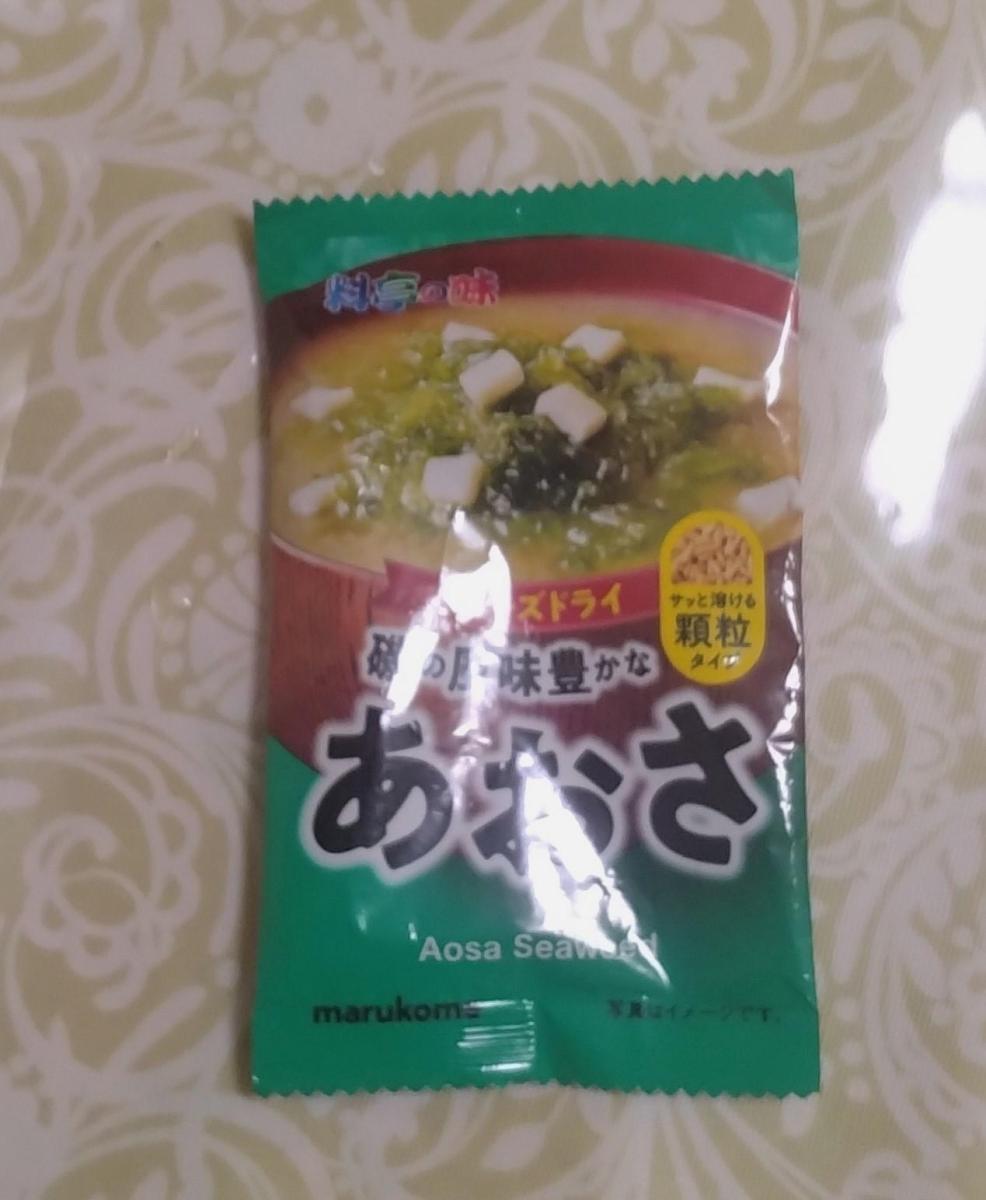 料亭の味
ズドライ
サッと溶ける
顆粒
タイプ
磯の風味豊かな
あおさ
Aosa Seaweed
marukome
写真はイメージです。